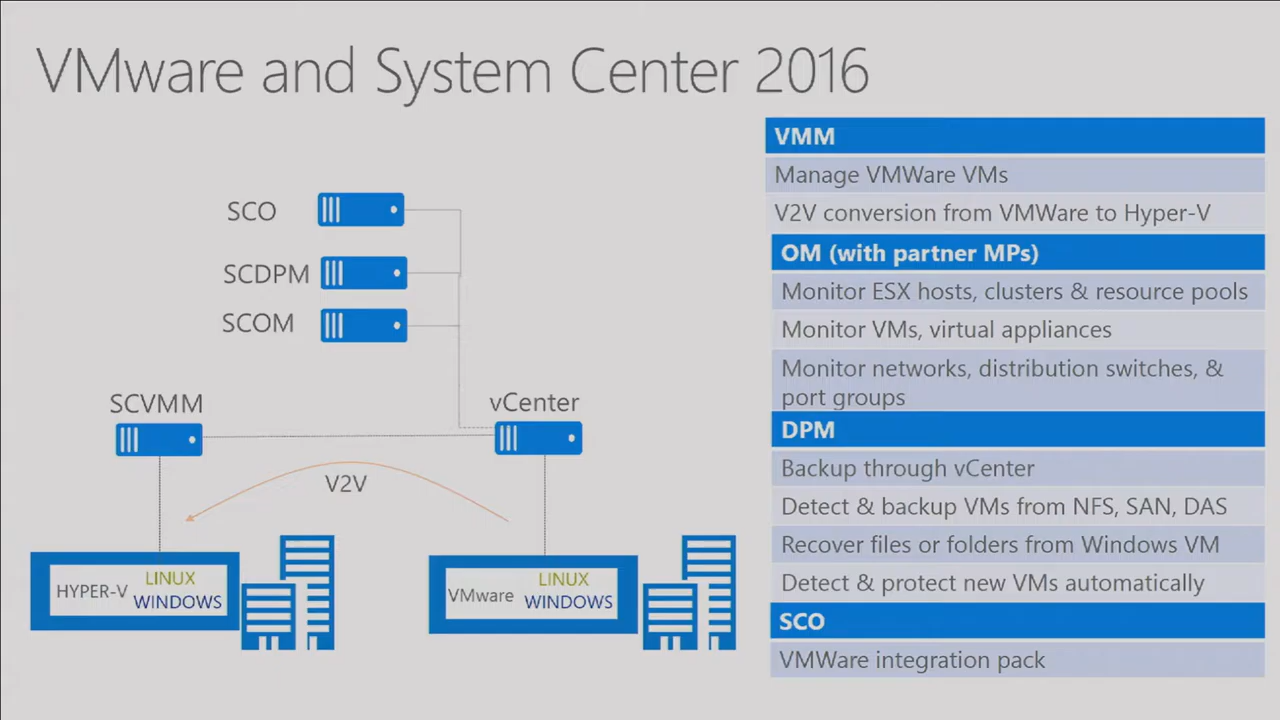 VMware and System Center 2016
SCO
SCDPM
SCOM
SCVMM
vCenter
V2V
HYPER-V
LINUX
WINDOWS
VMware
LINUX
WINDOWS
VMM
Manage VMWare VMs
V2V conversion from VMWare to Hyper-V
OM (with partner MPs)
Monitor ESX hosts, clusters & resource pools
Monitor VMs, virtual appliances
Monitor networks, distribution switches, &
port groups
DPM
Backup through vCenter
Detect & backup VMs from NFS, SAN, DAS
Recover files or folders from Windows VM
Detect & protect new VMs automatically
SCO
VMWare integration pack